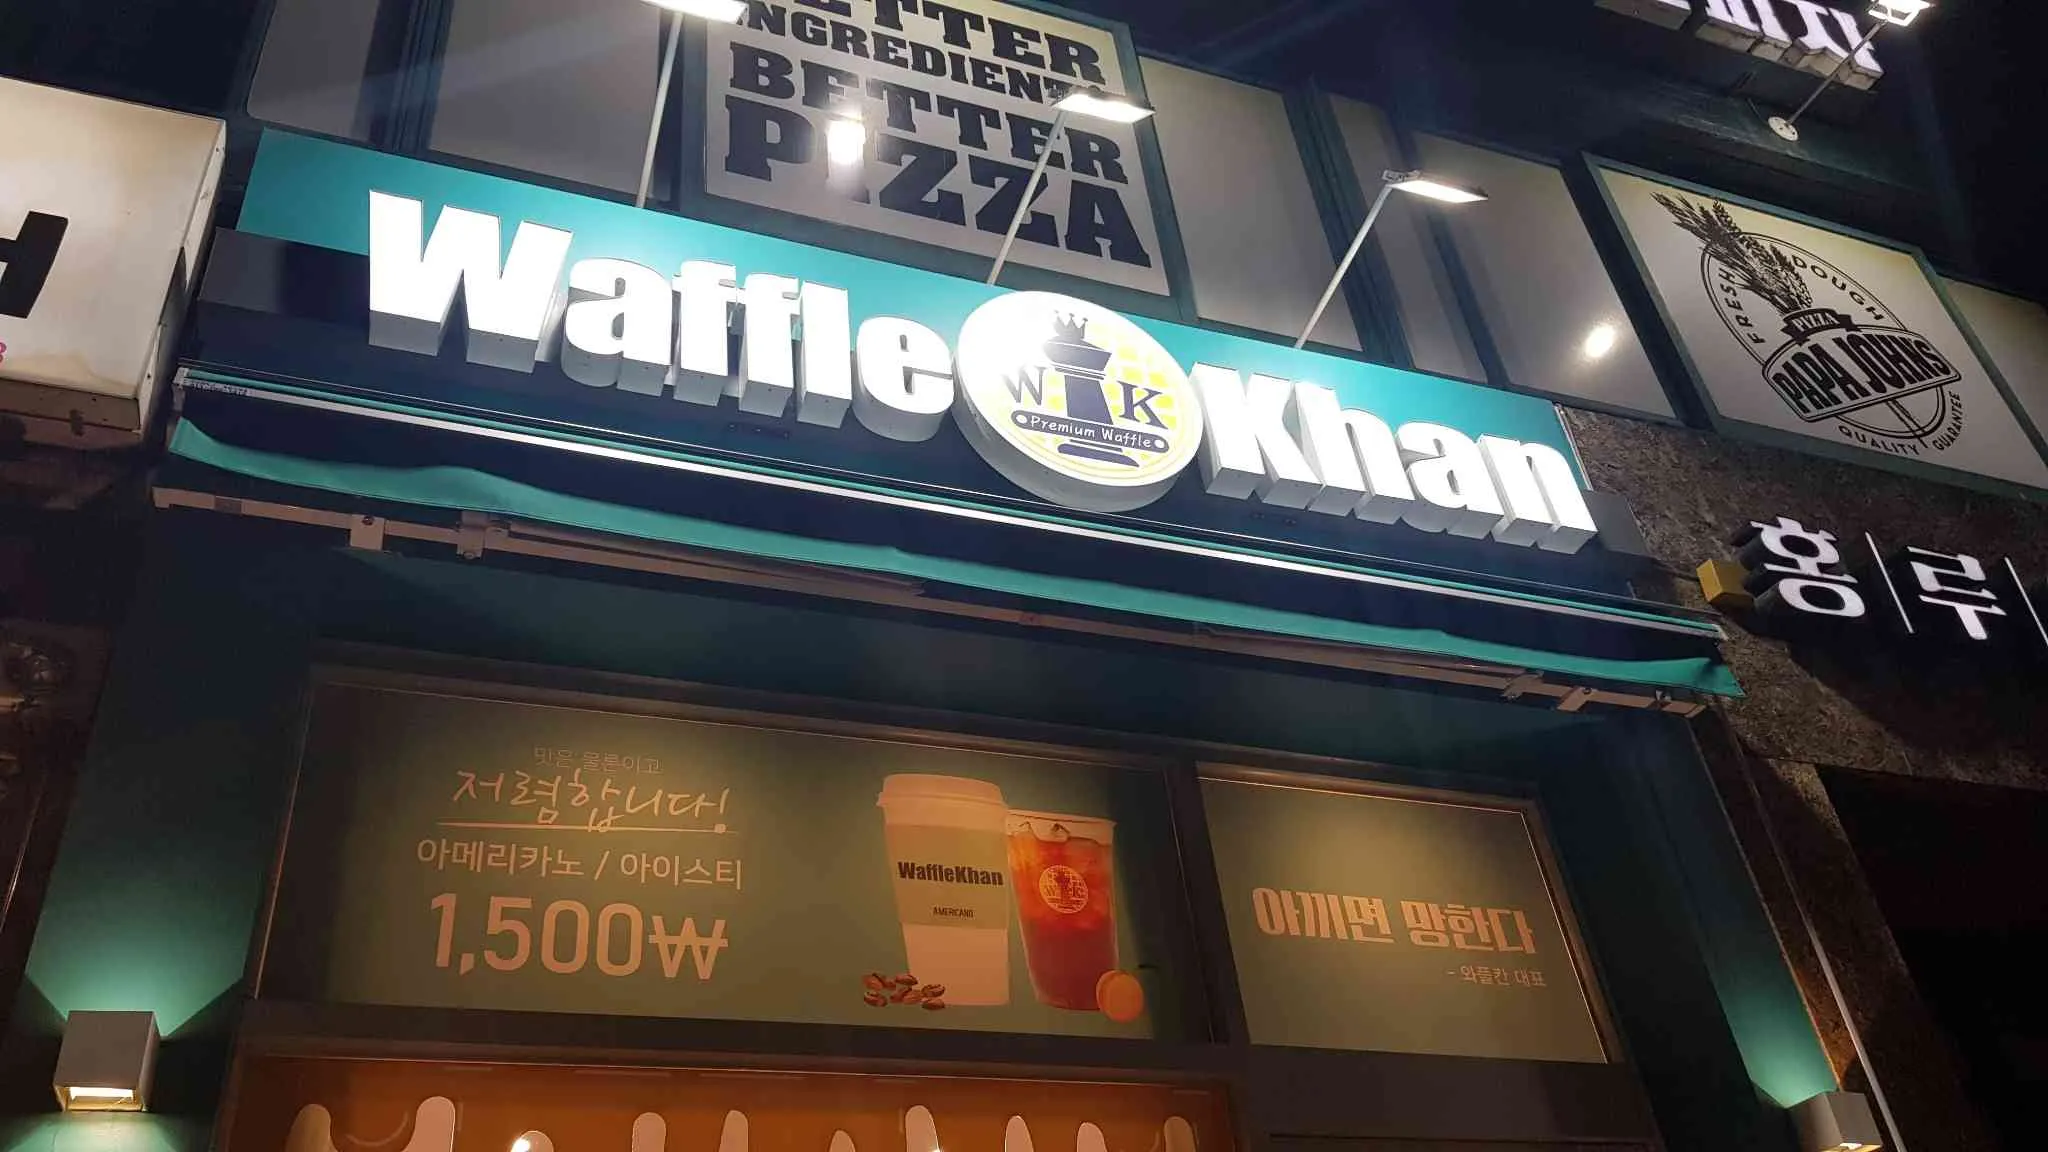 BETTER
INGREDIENTS
BETTER
PIZZA
FRESH DOUGH
PIZZA
PAPA JOHNS
QUALITY GUARANTEE
H
Waffle Khan
W K
Premium Waffle
홍|루|
맛은 물론이고
저렴합니다!
아메리카노 / 아이스티
1,500₩
WaffleKhan
AMERICANO
W K
아끼면 망한다
- 와플칸 대표